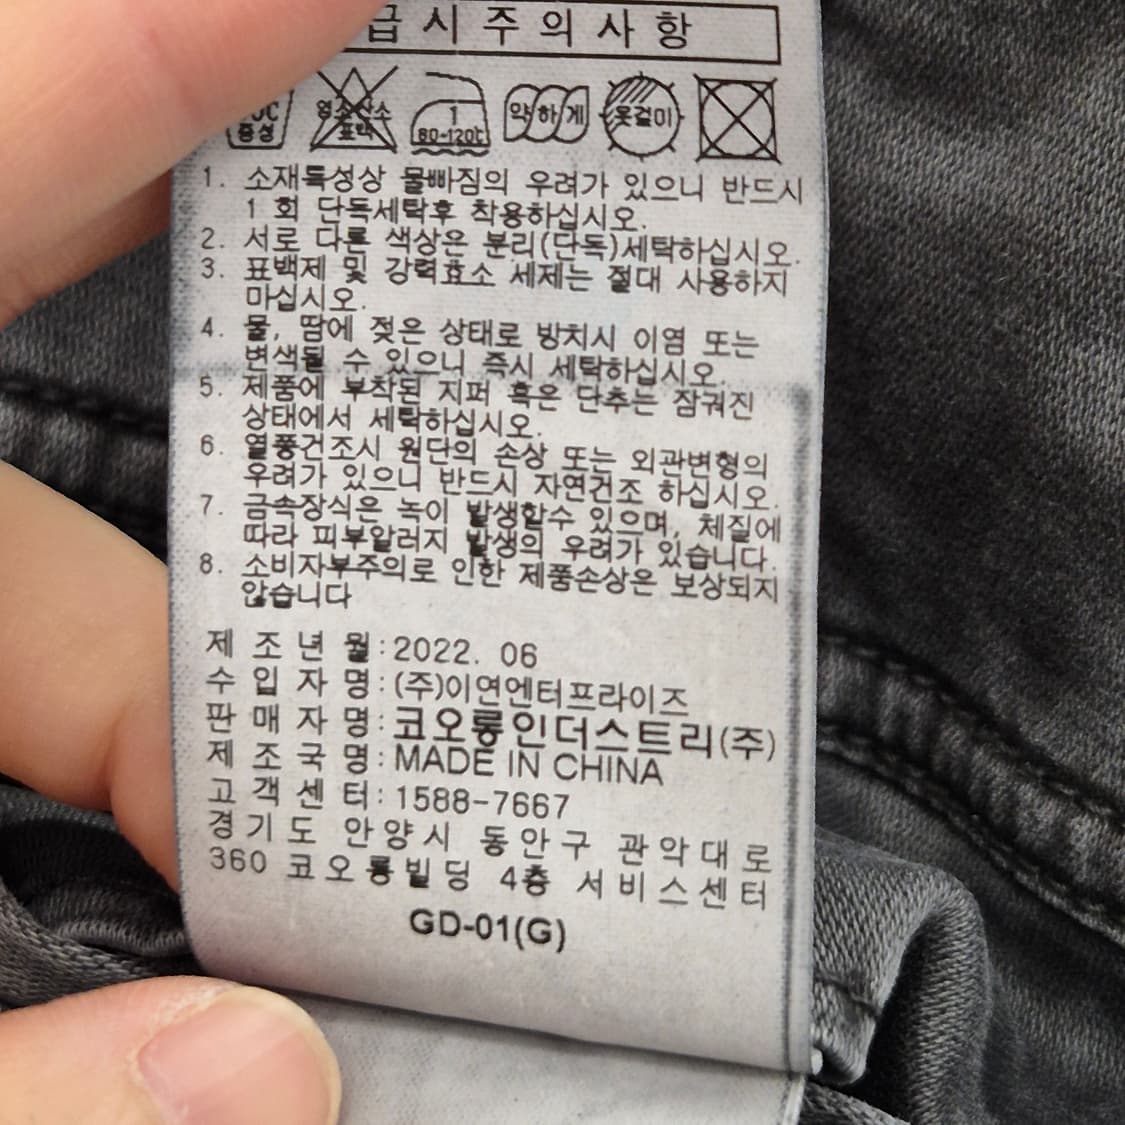 급시주의사항
중성
염소산소
표백
1
80-120℃
약하게
옷걸이
1. 소재특성상 물빠짐의 우려가 있으니 반드시
1회 단독세탁후 착용하십시오.
2. 서로 다른 색상은 분리(단독)세탁하십시오.
3. 표백제 및 강력효소 세제는 절대 사용하지
마십시오.
4. 물, 땀에 젖은 상태로 방치시 이염 또는
변색될 수 있으니 즉시 세탁하십시오.
5. 제품에 부착된 지퍼 혹은 단추는 잠궈진
상태에서 세탁하십시오.
6. 열풍건조시 원단의 손상 또는 외관변형의
우려가 있으니 반드시 자연건조 하십시오.
7. 금속장식은 녹이 발생할수 있으며, 체질에
따라 피부알러지 발생의 우려가 있습니다.
8. 소비자부주의로 인한 제품손상은 보상되지
않습니다
제조년월:2022. 06
수입자명:(주)이연엔터프라이즈
판매자명:코오롱인더스트리(주)
제조국명:MADE IN CHINA
고객센터:1588-7667
경기도 안양시 동안구 관악대로
360 코오롱빌딩 4층 서비스센터
GD-01(G)